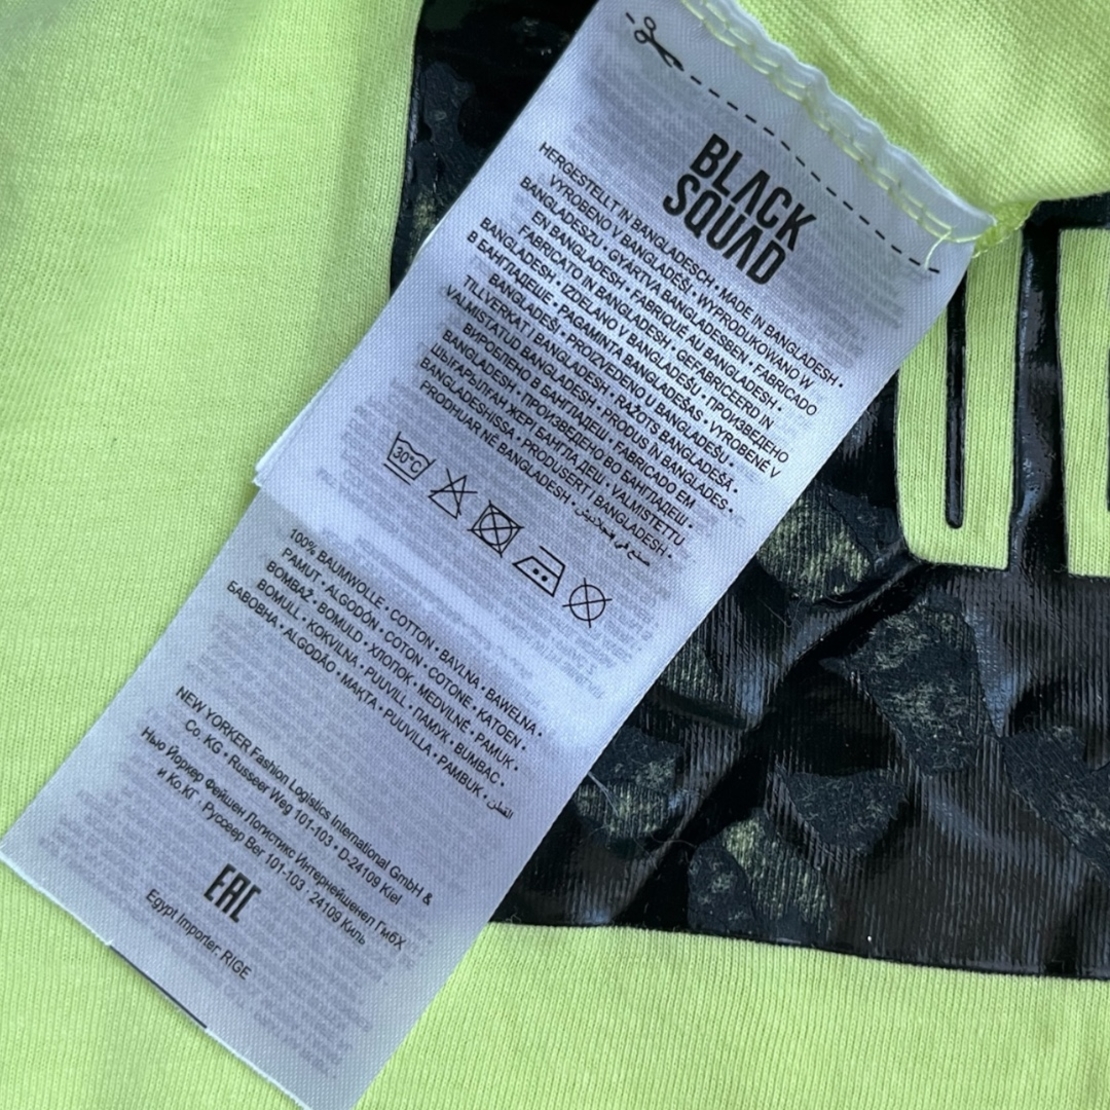 BLACK
SQUAD
HERGESTELLT IN BANGLADESCH • MADE IN BANGLADESH •
VYROBENO V BANGLADÉŠI • WYPRODUKOWANO W
BANGLADESZU • GYÁRTVA BANGLADESBEN • FABRICADO
EN BANGLADESH • FABRIQUÉ AU BANGLADESH •
FABRICATO IN BANGLADESH • GEFABRICEERD IN
BANGLADESH • IZDELANO V BANGLADEŠU • ПРОИЗВЕДЕНО
В БАНГЛАДЕШЕ • PAGAMINTA BANGLADEŠAS • VYROBENÉ V
BANGLADÉŠI • PROIZVEDENO U BANGLADEŠU •
TILLVERKAT I BANGLADESH • RAŽOTS BANGLADEŠĀ •
VALMISTATUD BANGLADESH • PRODUS ÎN BANGLADES •
ВИРОБЛЕНО В БАНГЛАДЕШ • FABRICADO EM
BANGLADESH • ПРОИЗВЕДЕНО ВО БАНГЛАДЕШ •
ШЫҒАРЫЛҒАН ЖЕРІ БАНГЛАДЕШ • VALMISTETTU
BANGLADESHISSA • PRODUSERT I BANGLADESH •
PRODHUAR NË BANGLADESH • صنع في بنجلاديش
30°C
100% BAUMWOLLE • COTTON • BAVLNA • BAWEŁNA •
PAMUT • ALGODÓN • COTON • COTONE • KATOEN •
BOMBAŽ • BOMULD • ХЛОПОК • MEDVILNĖ • PAMUK •
BOMULL • KOKVILNA • PUUVILL • ПАМУК • BUMBAC •
БАВОВНА • ALGODÃO • МАКТА • PUUVILLA • PAMBUK • القطن
NEW YORKER Fashion Logistics International GmbH &
Co. KG • Russeer Weg 101-103 • D-24109 Kiel
Нью Йоркер Фейшен Логистикс Интернейшенел ГмбХ
и Ко.КГ • Руссеер Вег 101-103 • 24109 Киль
EAC
Egypt Importer: RIGE